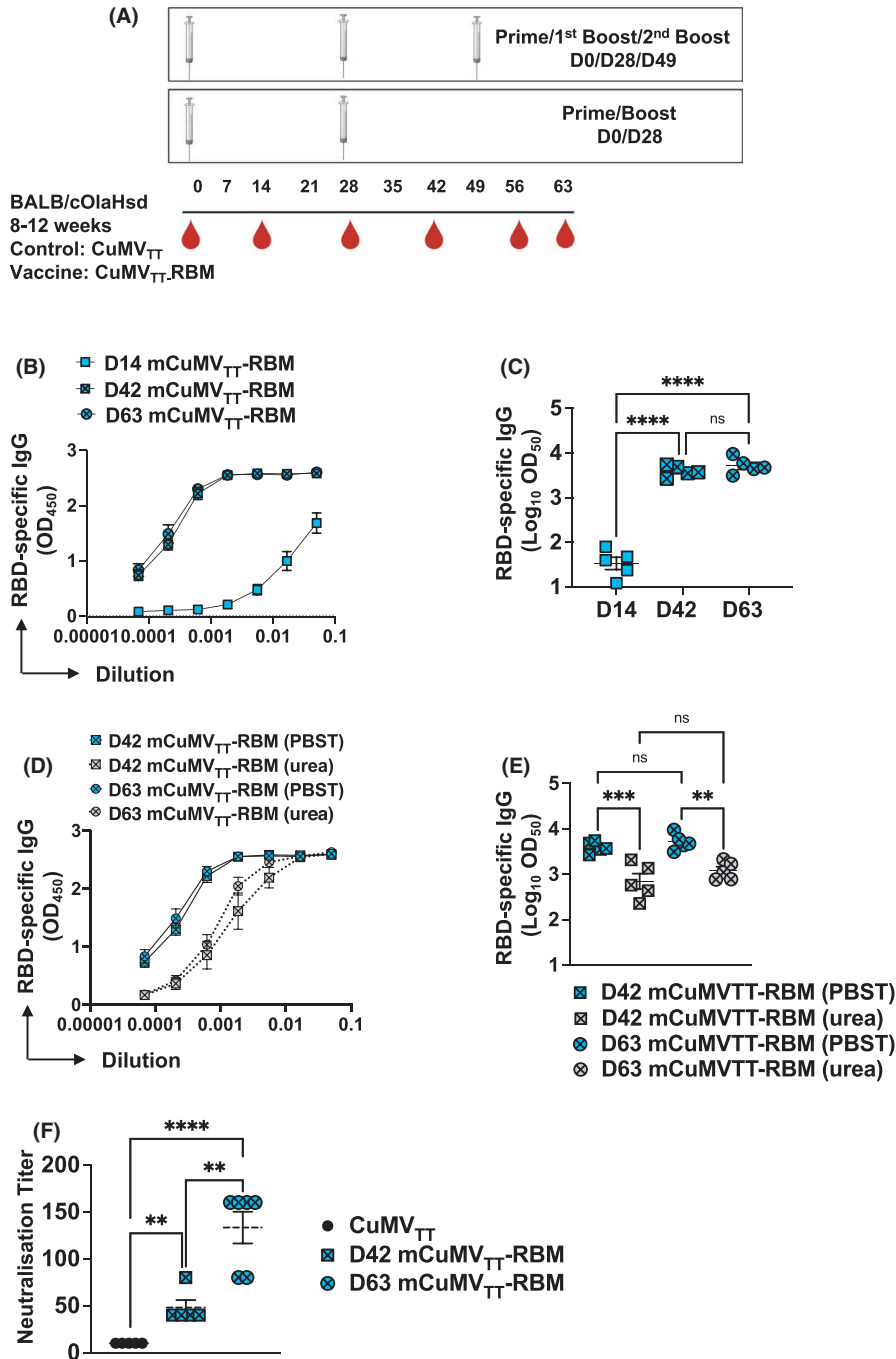 (A)
Prime/1st Boost/2nd Boost
D0/D28/D49
Prime/Boost
D0/D28
0 7 14 21 28 35 42 49 56 63
BALB/cOlaHsd
8-12 weeks
Control: CuMVTT
Vaccine: CuMVTT-RBM
(B)
D14 mCuMVTT-RBM
D42 mCuMVTT-RBM
D63 mCuMVTT-RBM
RBD-specific IgG
(OD450)
3
2
1
0
0.00001 0.0001 0.001 0.01 0.1
Dilution
(C)
**** 
**** ns
RBD-specific IgG
(Log10 OD50)
5
4
3
2
1
D14 D42 D63
(D)
D42 mCuMVTT-RBM (PBST)
D42 mCuMVTT-RBM (urea)
D63 mCuMVTT-RBM (PBST)
D63 mCuMVTT-RBM (urea)
RBD-specific IgG
(OD450)
3
2
1
0
0.00001 0.0001 0.001 0.01 0.1
Dilution
(E)
ns
ns
*** **
RBD-specific IgG
(Log10 OD50)
5
4
3
2
1
D42 mCuMVTT-RBM (PBST)
D42 mCuMVTT-RBM (urea)
D63 mCuMVTT-RBM (PBST)
D63 mCuMVTT-RBM (urea)
(F)
****
**
**
Neutralisation Titer
200
150
100
50
0
CuMVTT
D42 mCuMVTT-RBM
D63 mCuMVTT-RBM